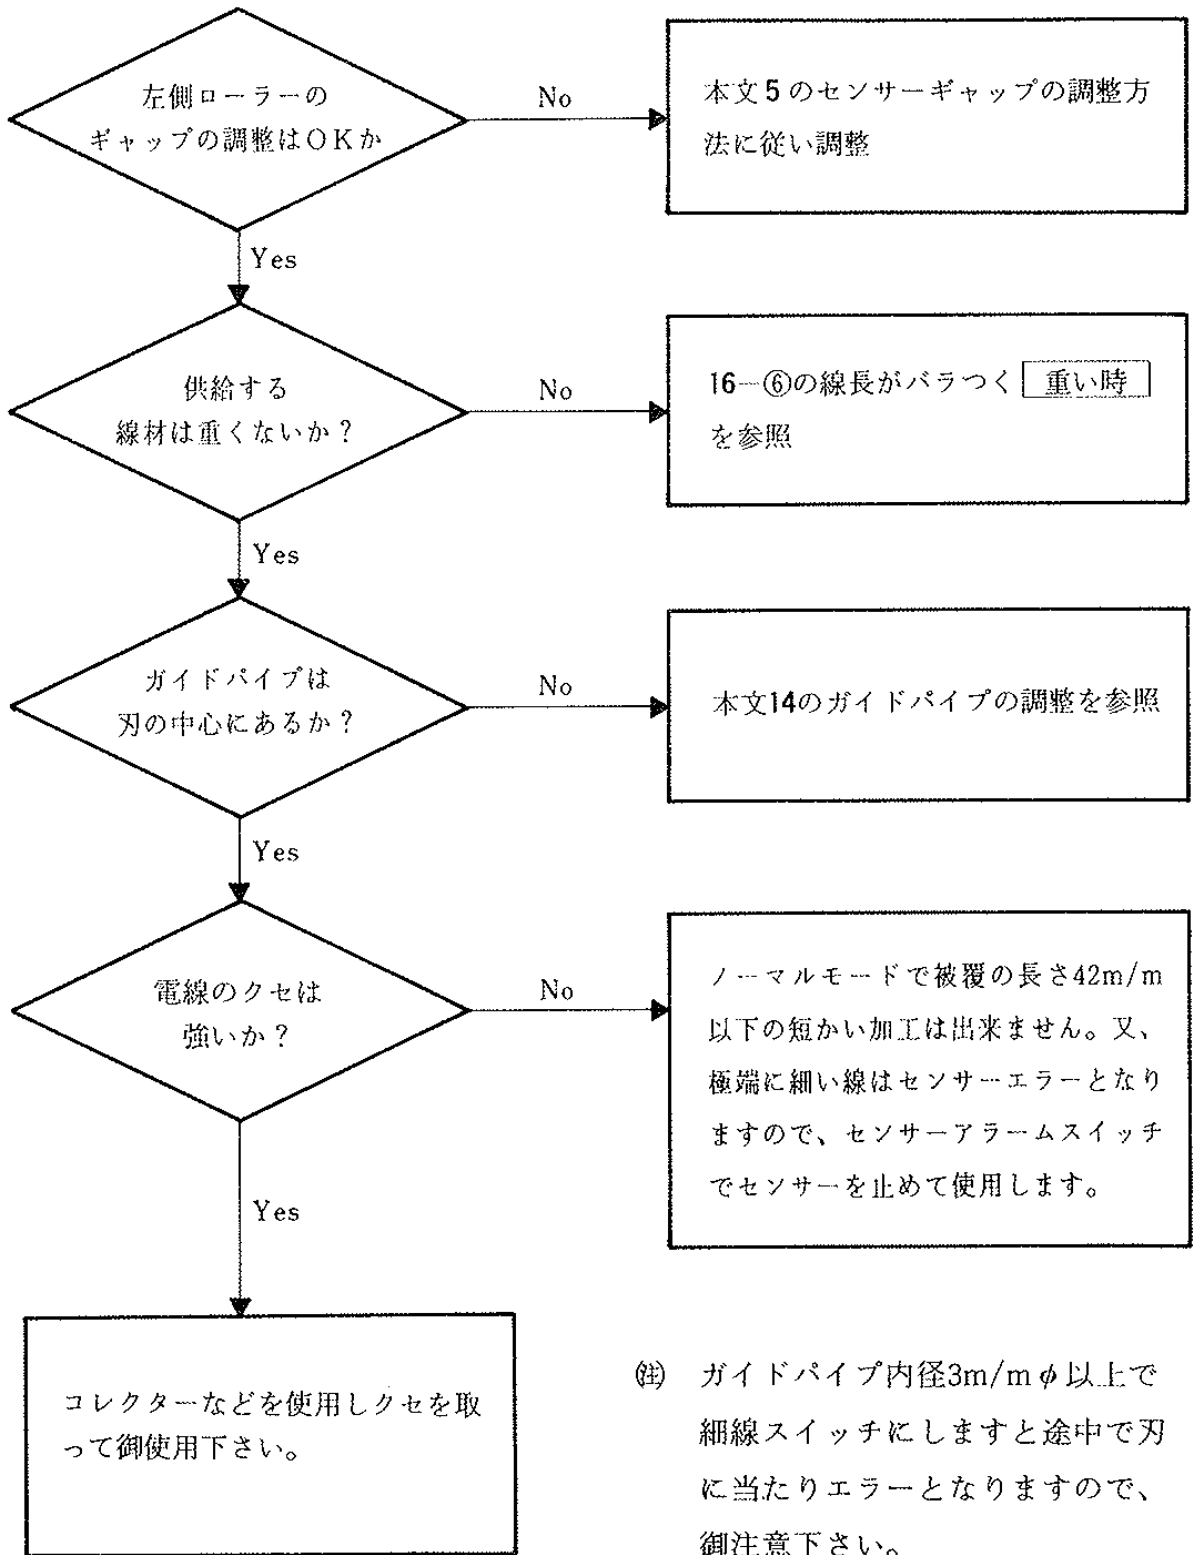 左側ローラーの
ギャップの調整はOKか
No
本文5のセンサーギャップの調整方
法に従い調整
Yes
供給する
線材は重くないか？
No
16－⑥の線長がバラつく 重い時
を参照
Yes
ガイドパイプは
刃の中心にあるか？
No
本文14のガイドパイプの調整を参照
Yes
電線のクセは
強いか？
No
ノーマルモードで被覆の長さ42m/m
以下の短かい加工は出来ません。又、
極端に細い線はセンサーエラーとなり
ますので、センサーアラームスイッチ
でセンサーを止めて使用します。
Yes
コレクターなどを使用しクセを取
って御使用下さい。
(注) ガイドパイプ内径3m/mφ以上で
細線スイッチにしますと途中で刃
に当たりエラーとなりますので、
御注意下さい。